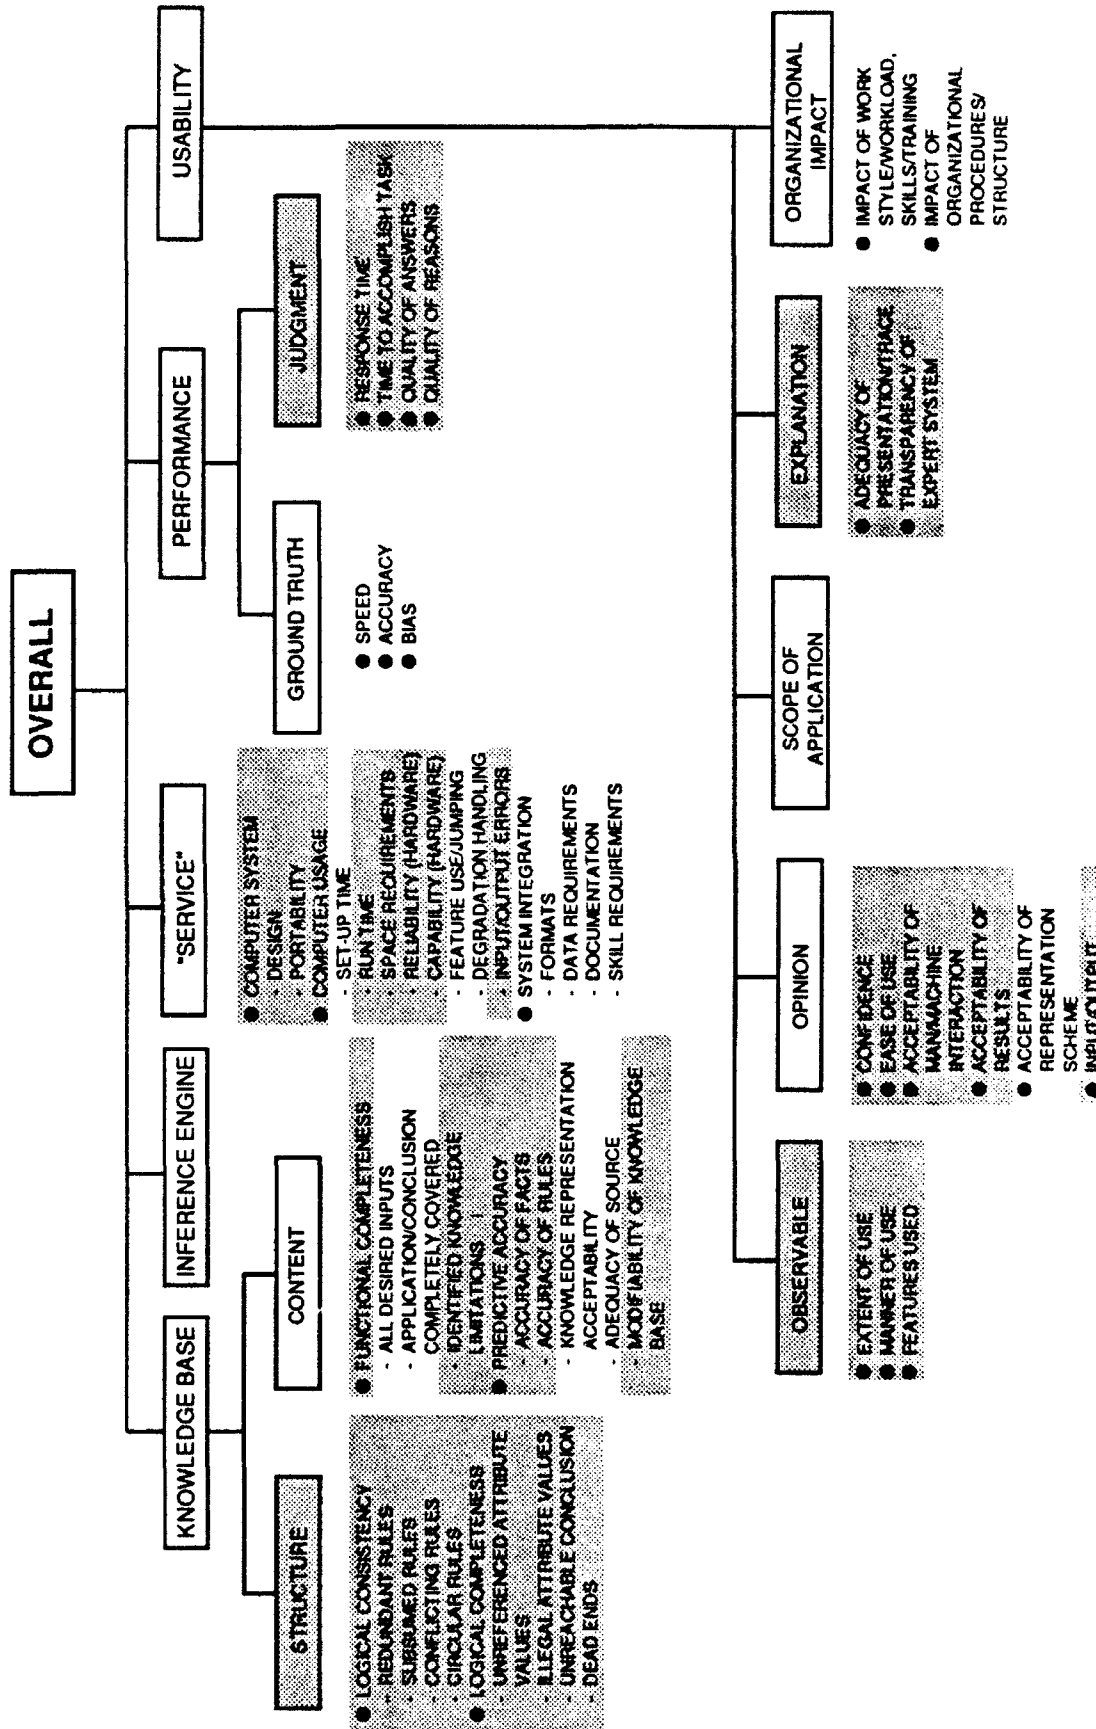 OVERALL
KNOWLEDGE BASE
INFERENCE ENGINE
"SERVICE"
PERFORMANCE
USABILITY
STRUCTURE
● LOGICAL CONSISTENCY
- REDUNDANT RULES
- SUBSUMED RULES
- CONFLICTING RULES
- CIRCULAR RULES
● LOGICAL COMPLETENESS
- UNREFERENCED ATTRIBUTE
VALUES
- ILLEGAL ATTRIBUTE VALUES
- UNREACHABLE CONCLUSION
- DEAD ENDS
CONTENT
● FUNCTIONAL COMPLETENESS
- ALL DESIRED INPUTS
- APPLICATION/CONCLUSION
COMPLETELY COVERED
- IDENTIFIED KNOWLEDGE
LIMITATIONS
● PREDICTIVE ACCURACY
- ACCURACY OF FACTS
- ACCURACY OF RULES
- KNOWLEDGE REPRESENTATION
ACCEPTABILITY
- ADEQUACY OF SOURCE
- MODIFIABILITY OF KNOWLEDGE
BASE
● COMPUTER SYSTEM
- DESIGN
- PORTABILITY
● COMPUTER USAGE
- SET-UP TIME
- RUN TIME
- SPACE REQUIREMENTS
- RELIABILITY (HARDWARE)
- CAPABILITY (HARDWARE)
- FEATURE USE/JUMPING
- DEGRADATION HANDLING
- INPUT/OUTPUT ERRORS
● SYSTEM INTEGRATION
- FORMATS
- DATA REQUIREMENTS
- DOCUMENTATION
- SKILL REQUIREMENTS
GROUND TRUTH
● SPEED
● ACCURACY
● BIAS
JUDGMENT
● RESPONSE TIME
● TIME TO ACCOMPLISH TASK
● QUALITY OF ANSWERS
● QUALITY OF REASONS
OBSERVABLE
● EXTENT OF USE
● MANNER OF USE
● FEATURES USED
OPINION
● CONFIDENCE
● EASE OF USE
● ACCEPTABILITY OF
MAN/MACHINE
INTERACTION
● ACCEPTABILITY OF
RESULTS
● ACCEPTABILITY OF
REPRESENTATION
SCHEME
● INPUT/OUTPUT
SCOPE OF
APPLICATION
EXPLANATION
● ADEQUACY OF
PRESENTATION/TRACE
● TRANSPARENCY OF
EXPERT SYSTEM
ORGANIZATIONAL
IMPACT
● IMPACT OF WORK
STYLE/WORKLOAD,
SKILLS/TRAINING
● IMPACT OF
ORGANIZATIONAL
PROCEDURES/
STRUCTURE